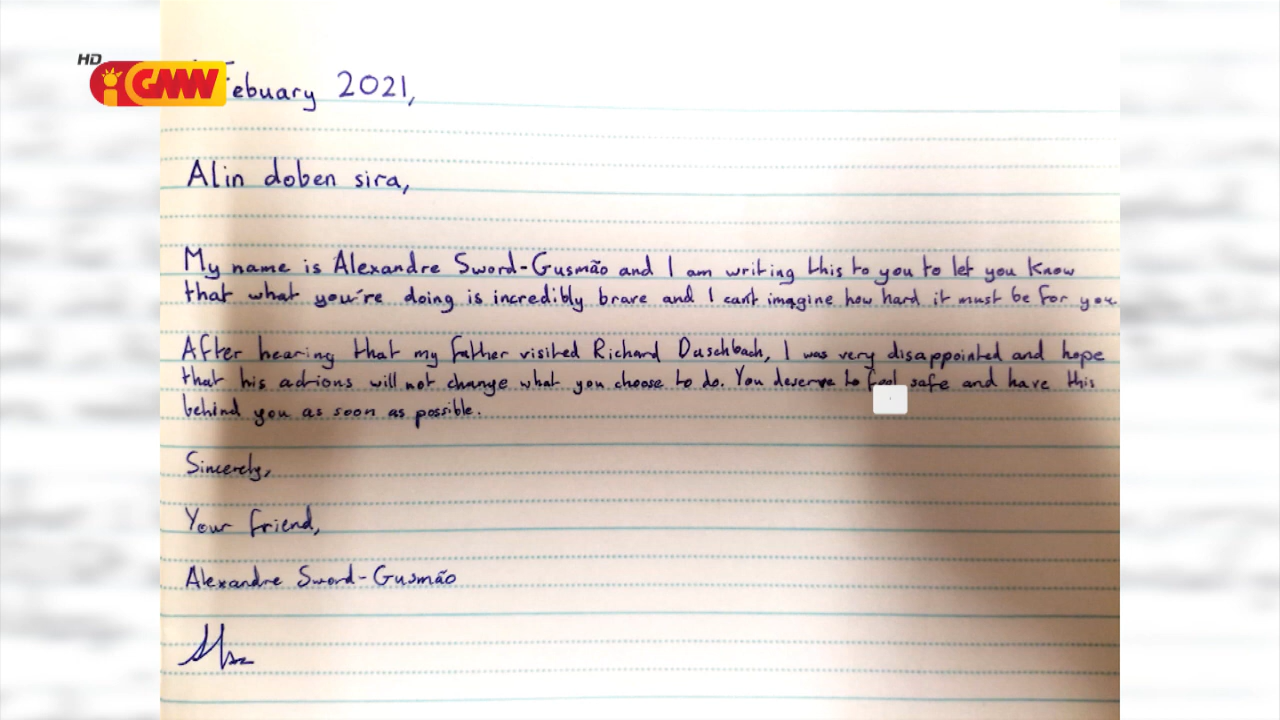 HD
GMN
Febuary 2021,
Alin doben sira,
My name is Alexandre Sword-Gusmão and I am writing this to you to let you know
that what you're doing is incredibly brave and I can't imagine how hard it must be for you
After hearing that my father visited Richard Daschbach, I was very disappointed and hope
that his actions will not change what you choose to do. You deserve to feel safe and have this
behind you as soon as possible.
Sincerely,
Your friend,
Alexandre Sword-Gusmão